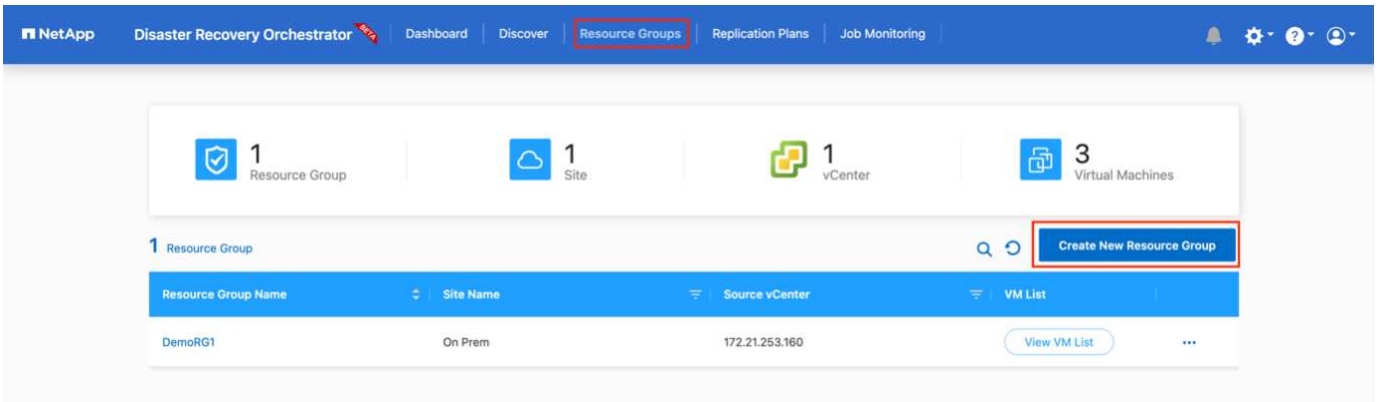 NetApp Disaster Recovery Orchestrator BETA Dashboard Discover Resource Groups Replication Plans Job Monitoring
1 1 1 3
Resource Group Site vCenter Virtual Machines
1 Resource Group Create New Resource Group
Resource Group Name Site Name Source vCenter VM List
DemoRG1 On Prem 172.21.253.160 View VM List